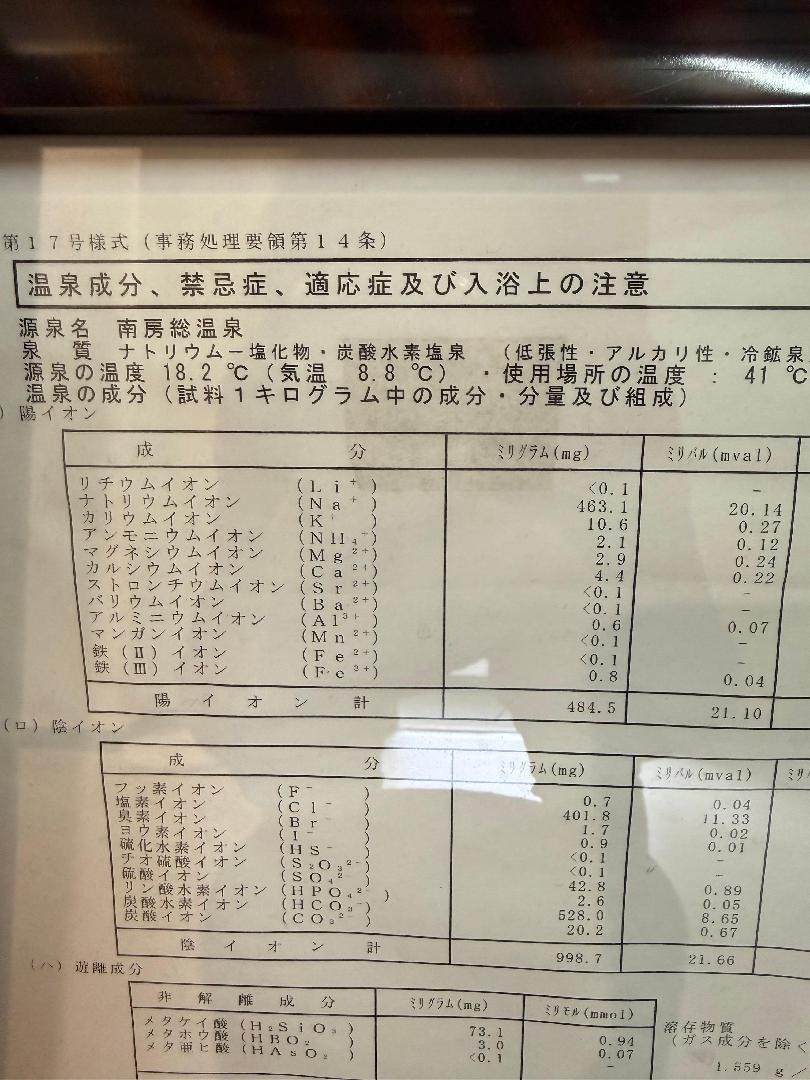 第17号様式(事務処理要領第14条)
温泉成分、禁忌症、適応症及び入浴上の注意
源泉名 南房総温泉
泉 質 ナトリウムー塩化物・炭酸水素塩泉 (低張性・アルカリ性・冷鉱泉
源泉の温度 18.2 ℃(気温 8.8 ℃) ・使用場所の温度 : 41 ℃
温泉の成分(試料1キログラム中の成分・分量及び組成)
) 陽イオン
成 分 ミリグラム(mg) ミリバル(mval)
リチウムイオン (Li⁺) <0.1 −
ナトリウムイオン (Na⁺) 463.1 20.14
カリウムイオン (K⁺) 10.6 0.27
アンモニウムイオン (NH₄⁺) 2.1 0.12
マグネシウムイオン (Mg²⁺) 2.9 0.24
カルシウムイオン (Ca²⁺) 4.4 0.22
ストロンチウムイオン (Sr²⁺) <0.1 −
バリウムイオン (Ba²⁺) <0.1 −
アルミニウムイオン (Al³⁺) 0.6 0.07
マンガンイオン (Mn²⁺) <0.1 −
鉄(Ⅱ)イオン (Fe²⁺) <0.1 −
鉄(Ⅲ)イオン (Fe³⁺) 0.8 0.04
陽イオン計 484.5 21.10
(ロ) 陰イオン
成 分 ミリグラム(mg) ミリバル(mval) ミリ
フッ素イオン (F⁻) 0.7 0.04
塩素イオン (Cl⁻) 401.8 11.33
臭素イオン (Br⁻) 1.7 0.02
ヨウ素イオン (I⁻) 0.9 0.01
硫化水素イオン (HS⁻) <0.1 −
チオ硫酸イオン (S₂O₃²⁻) <0.1 −
硫酸イオン (SO₄²⁻) 42.8 0.89
リン酸水素イオン (HPO₄²⁻) 2.6 0.05
炭酸水素イオン (HCO₃⁻) 528.0 8.65
炭酸イオン (CO₃²⁻) 20.2 0.67
陰イオン計 998.7 21.66
(ハ) 遊離成分
非解離成分 ミリグラム(mg) ミリモル(mmol)
メタケイ酸(H₂SiO₃) 73.1 0.94
メタホウ酸(HBO₂) 3.0 0.07
メタ亜ヒ酸(HAsO₂) <0.1 −
溶存物質
(ガス成分を除く
1.559 g/